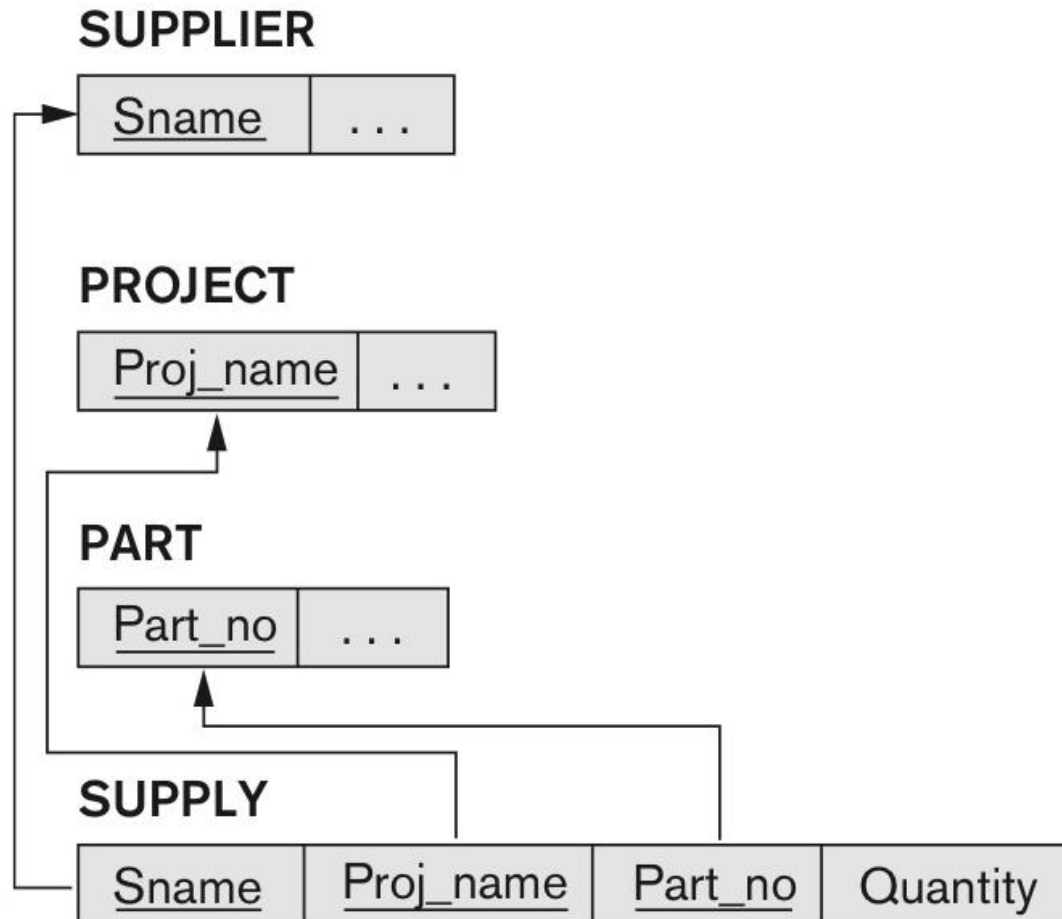 SUPPLIER
Sname ...
PROJECT
Proj_name ...
PART
Part_no ...
SUPPLY
Sname Proj_name Part_no Quantity